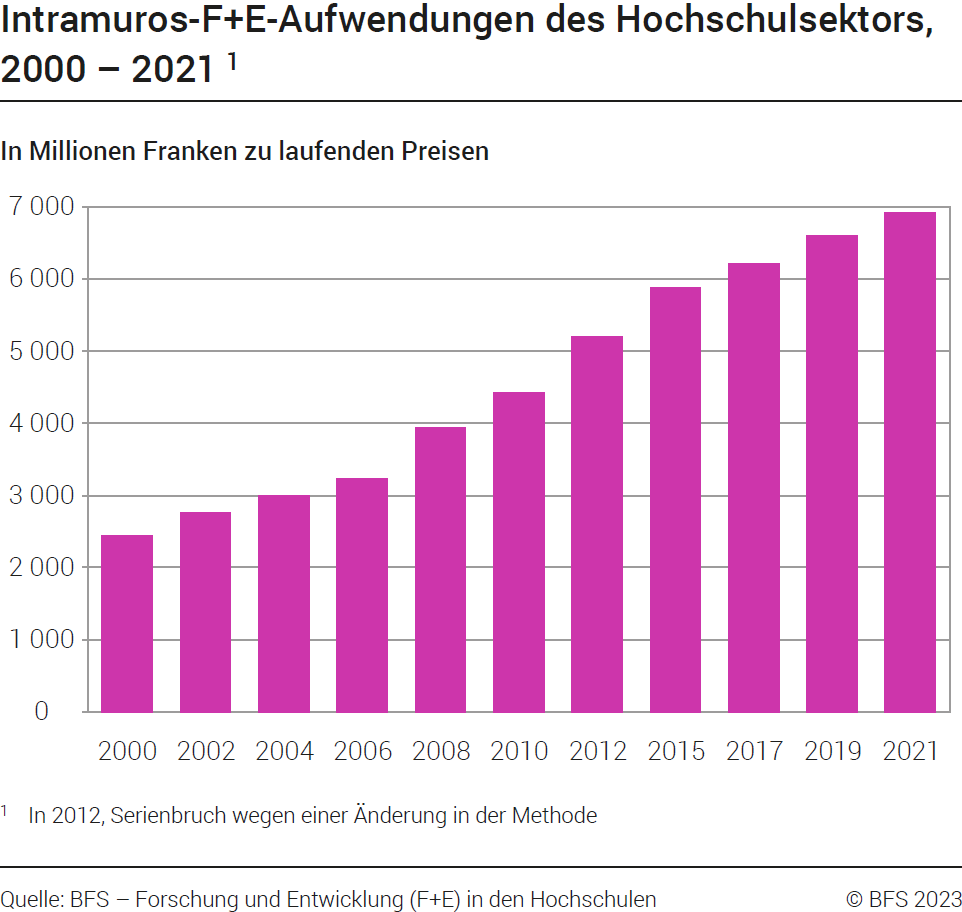 Intramuros-F+E-Aufwendungen des Hochschulsektors,
2000 – 2021 ¹
In Millionen Franken zu laufenden Preisen
7 000
6 000
5 000
4 000
3 000
2 000
1 000
0
2000 2002 2004 2006 2008 2010 2012 2015 2017 2019 2021
¹ In 2012, Serienbruch wegen einer Änderung in der Methode
Quelle: BFS – Forschung und Entwicklung (F+E) in den Hochschulen © BFS 2023